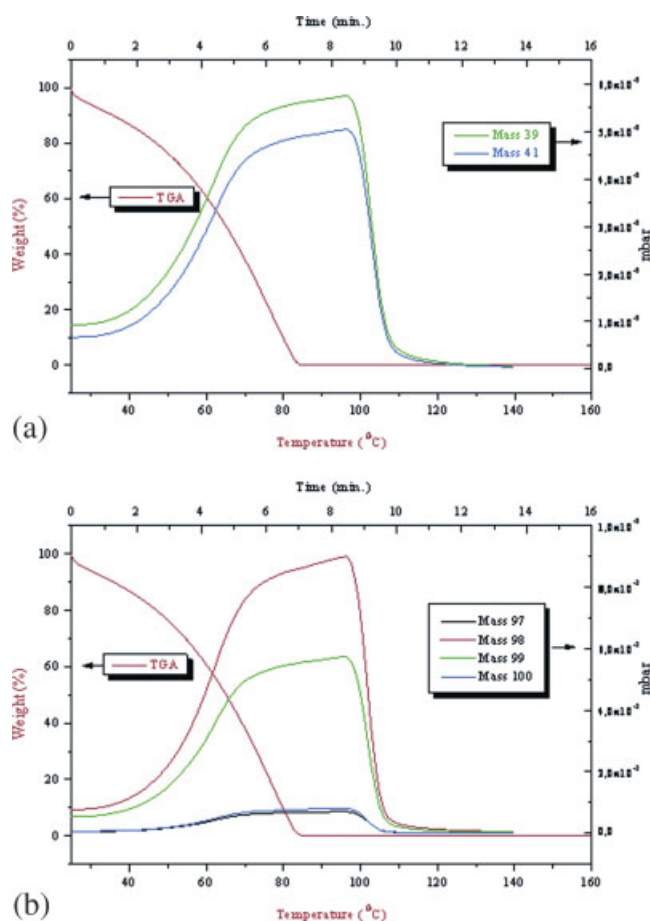 Time (min.)
0 2 4 6 8 10 12 14 16
100
80
60
40
20
0
Weight (%)
TGA
Mass 39
Mass 41
mbar
0,0
40 60 80 100 120 140 160
Temperature (⁰C)
(a)
Time (min.)
0 2 4 6 8 10 12 14 16
100
80
60
40
20
0
Weight (%)
TGA
Mass 97
Mass 98
Mass 99
Mass 100
mbar
0,0
40 60 80 100 120 140 160
Temperature (⁰C)
(b)